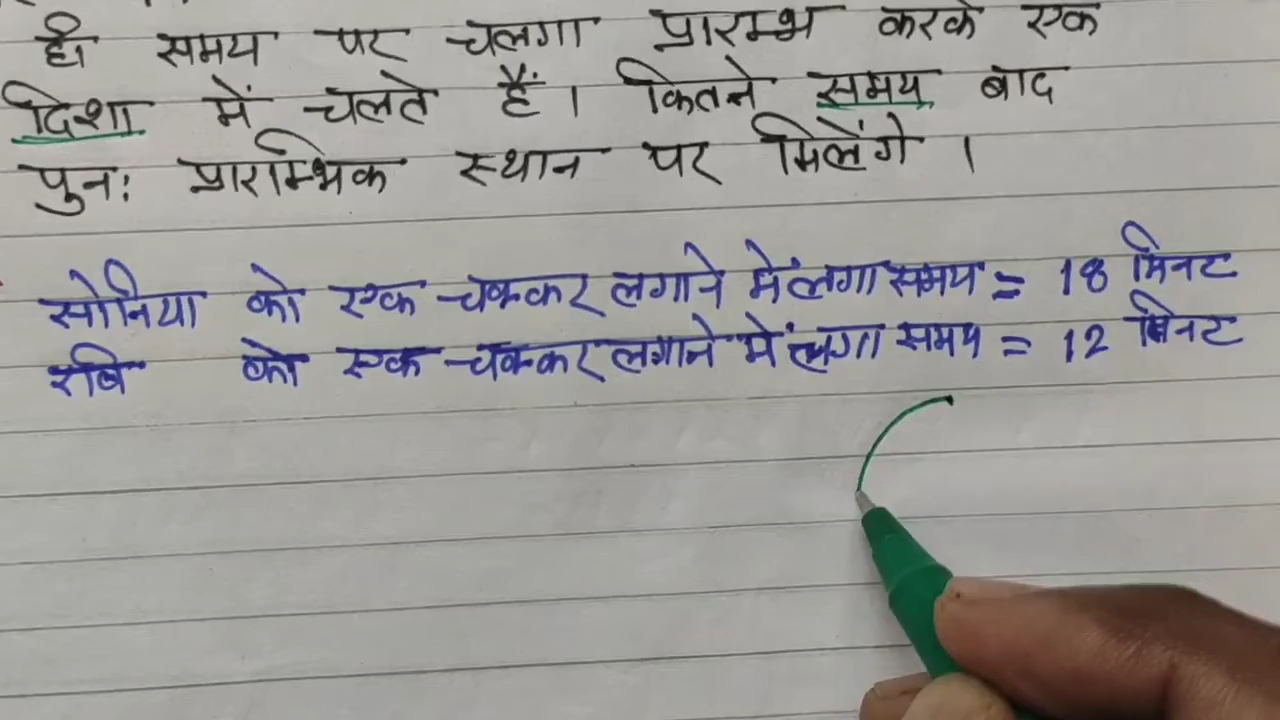 ही समय पर चलगा प्रारम्भ करके एक
दिशा में चलते हैं। कितने समय बाद
पुन: प्रारम्भिक स्थान पर मिलेंगे ।
सोनिया को एक चक्कर लगाने में लगा समय = 18 मिनट
रवि को एक चक्कर लगाने में लगा समय = 12 मिनट